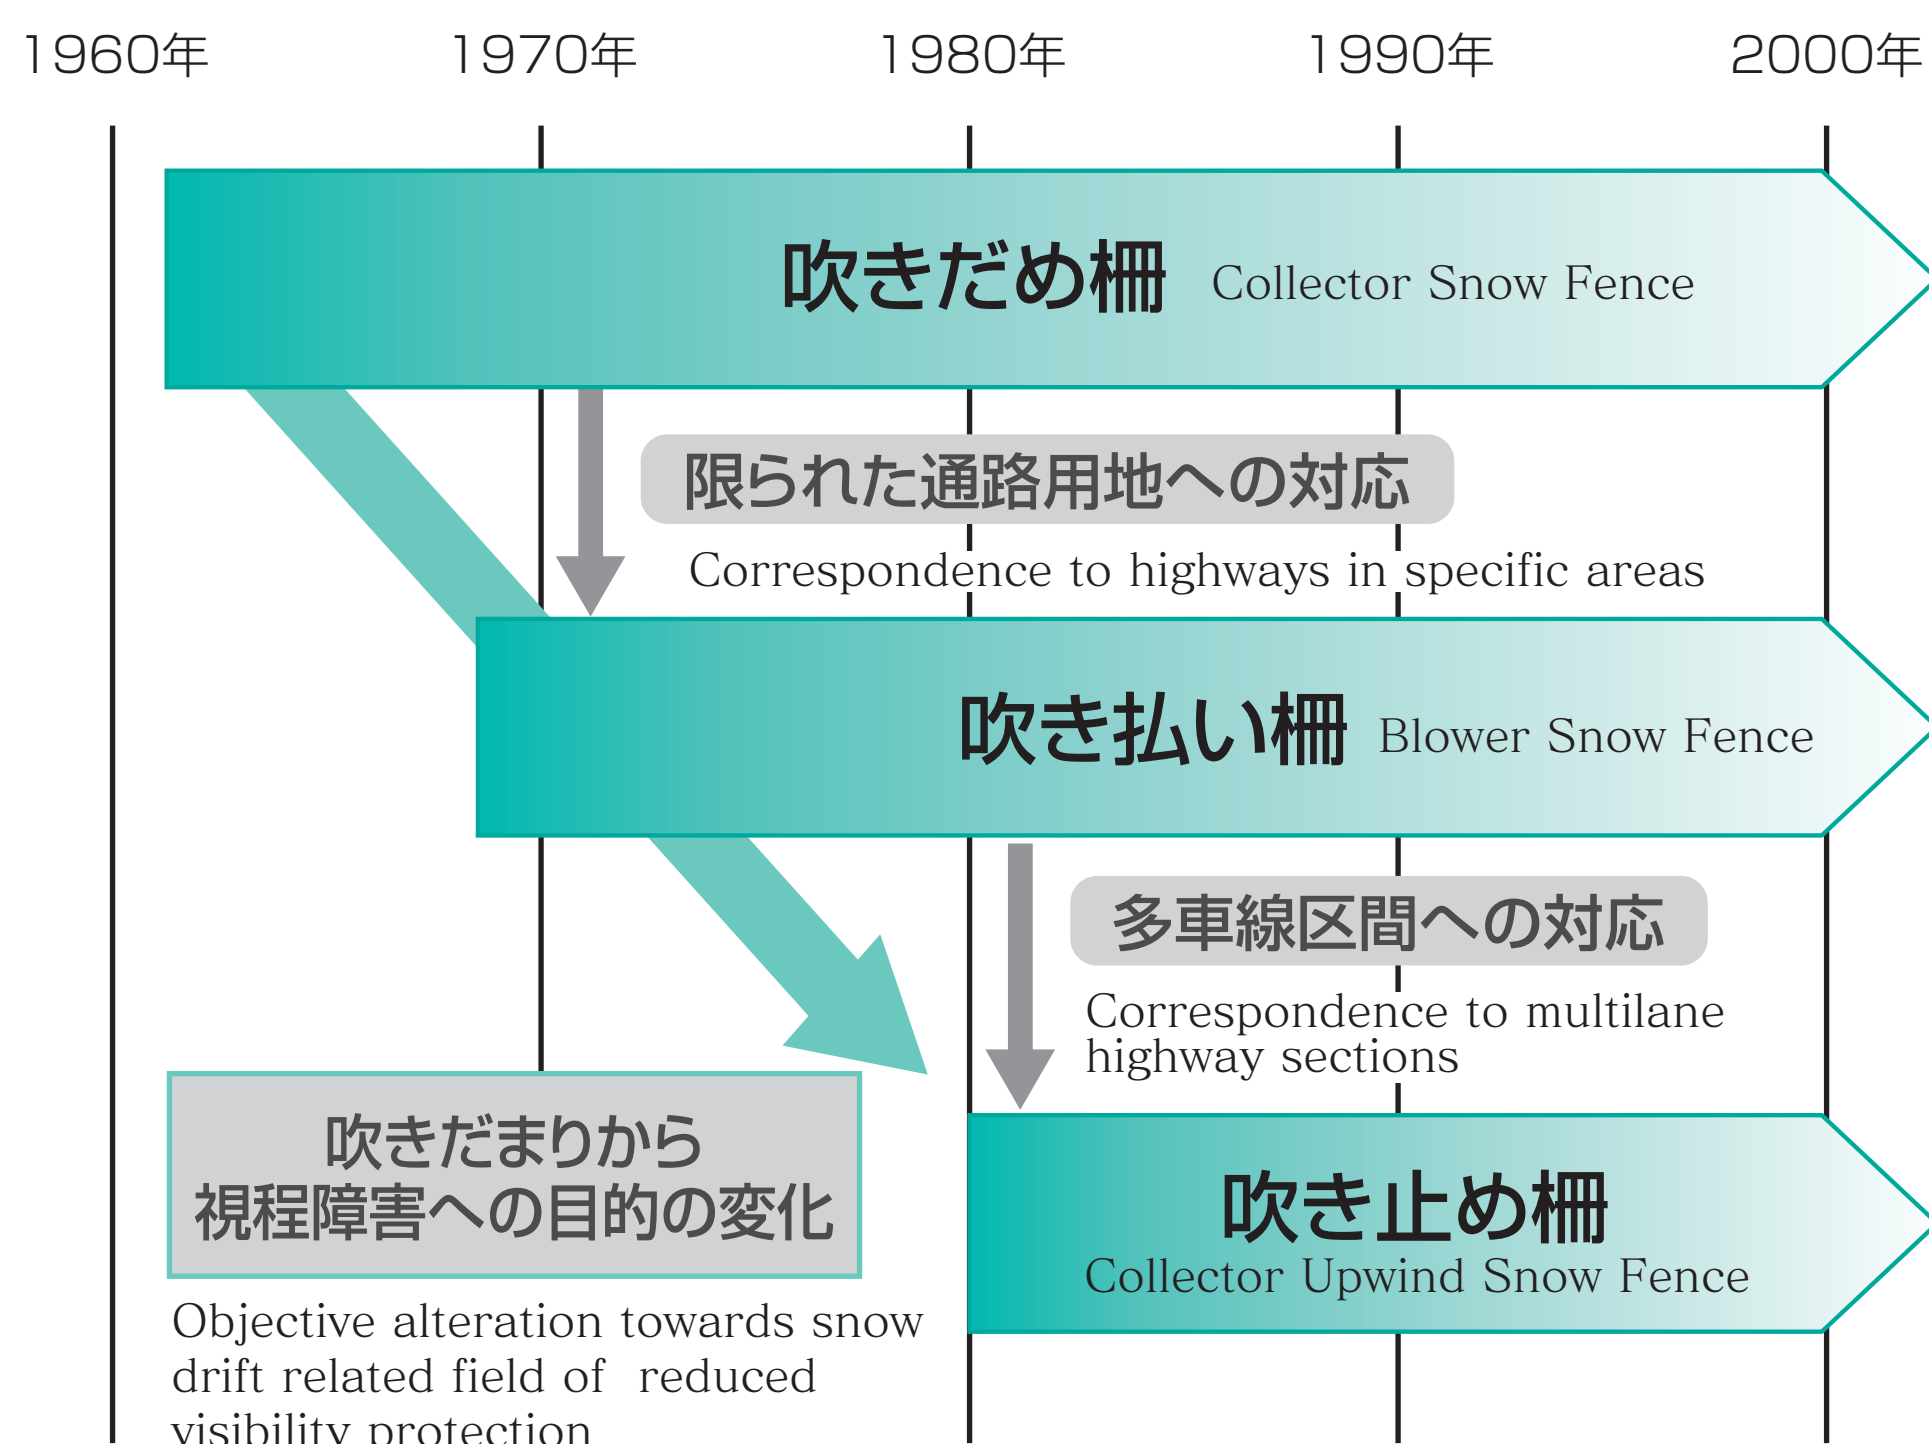 1960年 1970年 1980年 1990年 2000年
吹きだめ柵 Collector Snow Fence
限られた通路用地への対応
Correspondence to highways in specific areas
吹き払い柵 Blower Snow Fence
多車線区間への対応
Correspondence to multilane
highway sections
吹きだまりから
視程障害への目的の変化
Objective alteration towards snow
drift related field of reduced
visibility protection
吹き止め柵
Collector Upwind Snow Fence